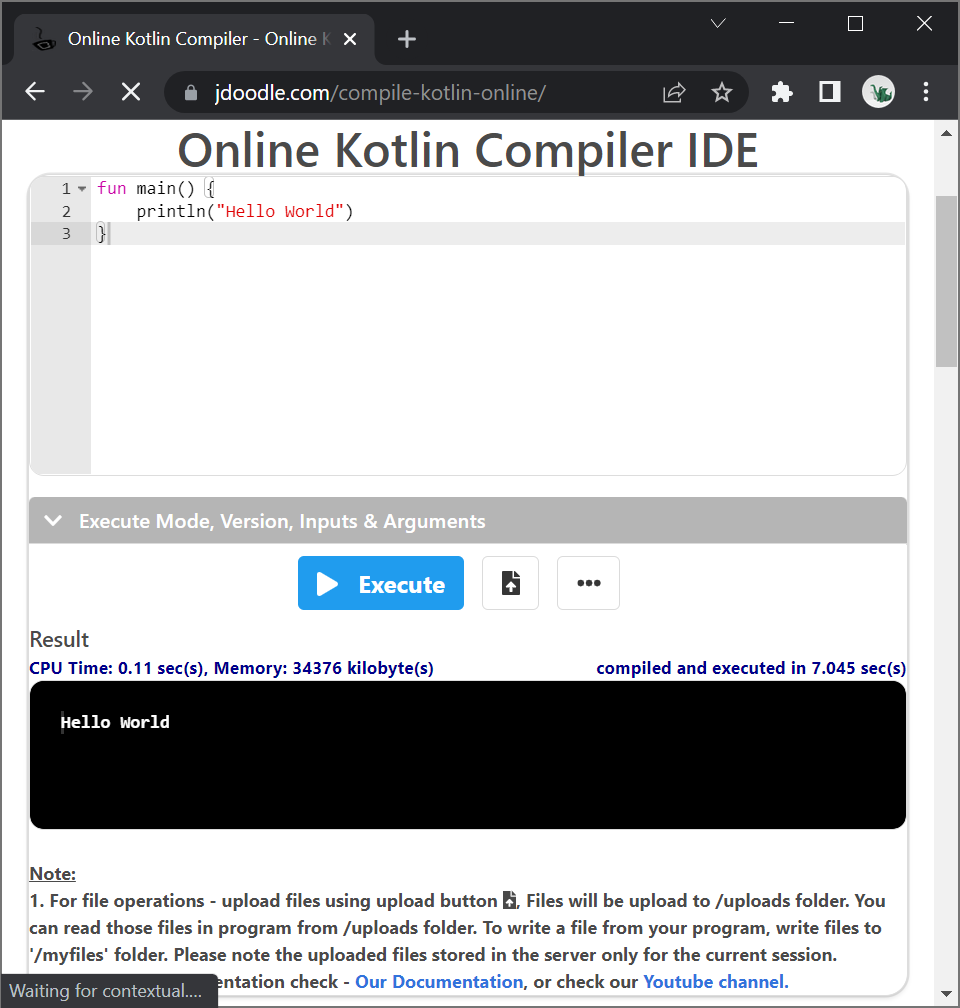 Online Kotlin Compiler - Online K
jdoodle.com/compile-kotlin-online/
Online Kotlin Compiler IDE
1 fun main() {
2     println("Hello World")
3 }
Execute Mode, Version, Inputs & Arguments
Execute
Result
CPU Time: 0.11 sec(s), Memory: 34376 kilobyte(s) compiled and executed in 7.045 sec(s)
Hello World
Note:
1. For file operations - upload files using upload button , Files will be upload to /uploads folder. You
can read those files in program from /uploads folder. To write a file from your program, write files to
'/myfiles' folder. Please note the uploaded files stored in the server only for the current session.
entation check - Our Documentation, or check our Youtube channel.
Waiting for contextual....